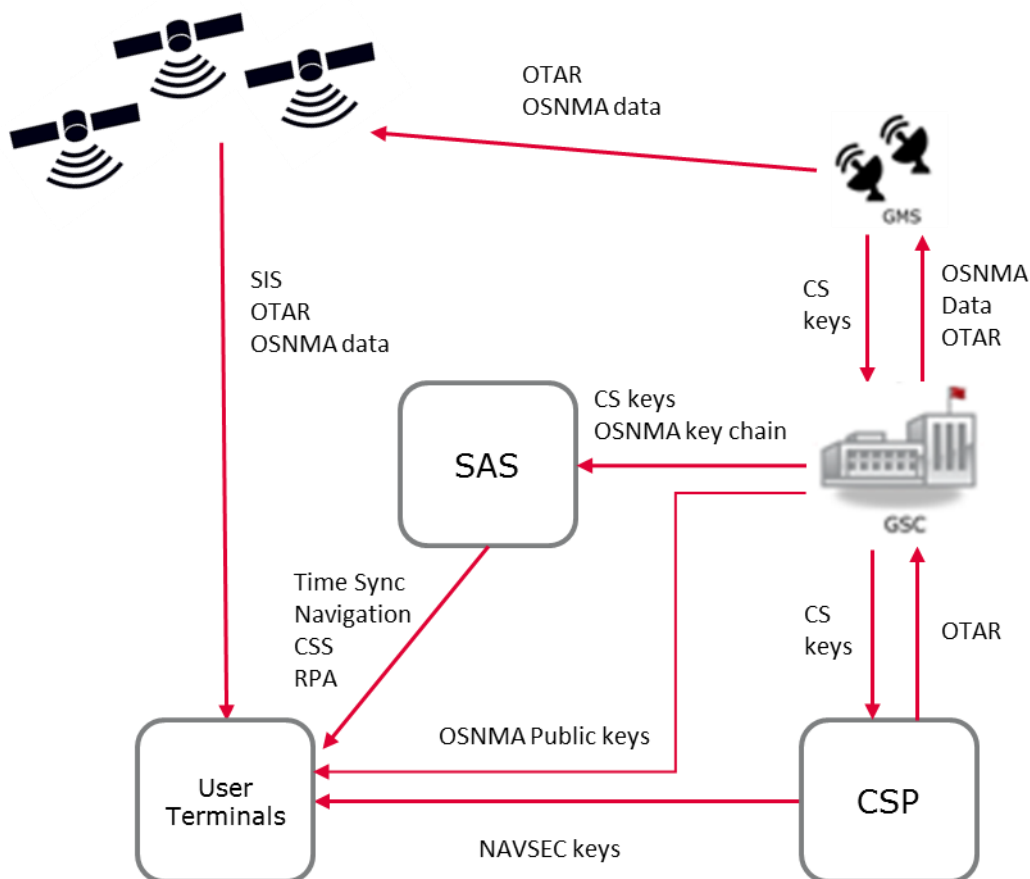 OTAR
OSNMA data
GMS
SIS
OTAR
OSNMA data
CS
keys
OSNMA
Data
OTAR
CS keys
OSNMA key chain
SAS
GSC
Time Sync
Navigation
CSS
RPA
CS
keys
OTAR
OSNMA Public keys
User
Terminals
CSP
NAVSEC keys